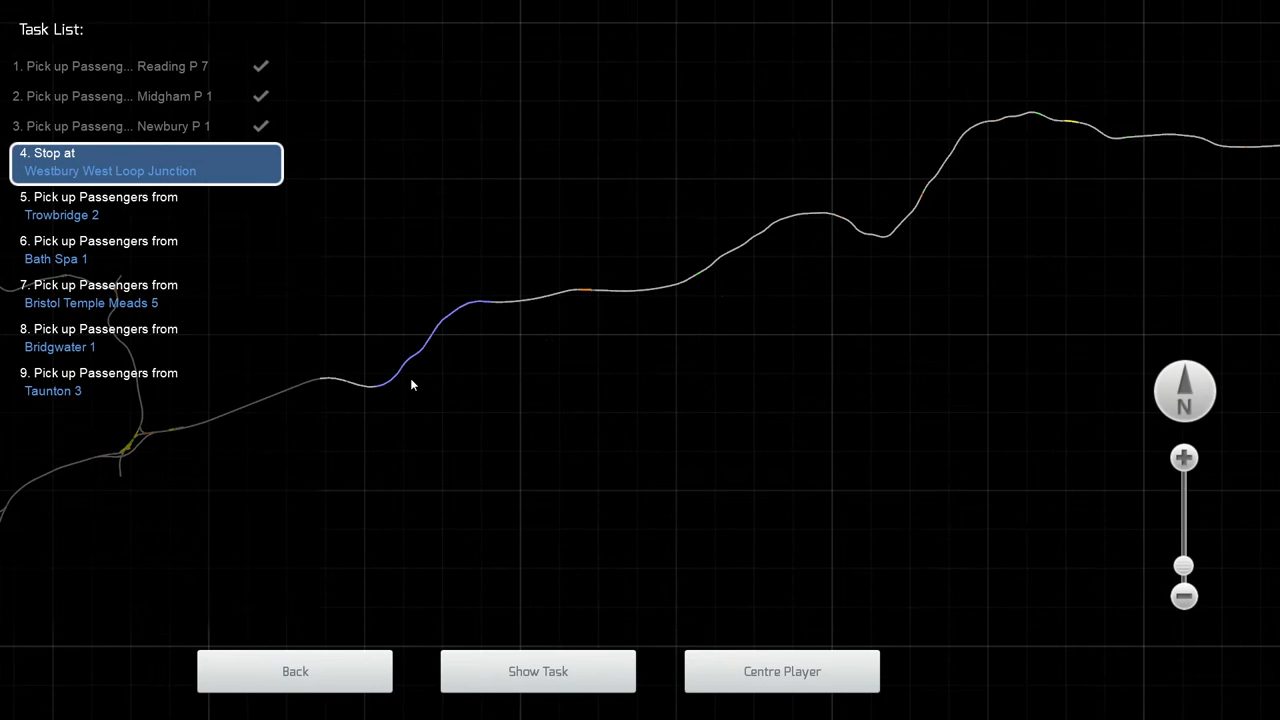 Task List:
1. Pick up Passeng... Reading P 7
2. Pick up Passeng... Midgham P 1
3. Pick up Passeng... Newbury P 1
4. Stop at
Westbury West Loop Junction
5. Pick up Passengers from
Trowbridge 2
6. Pick up Passengers from
Bath Spa 1
7. Pick up Passengers from
Bristol Temple Meads 5
8. Pick up Passengers from
Bridgwater 1
9. Pick up Passengers from
Taunton 3
N
Back
Show Task
Centre Player